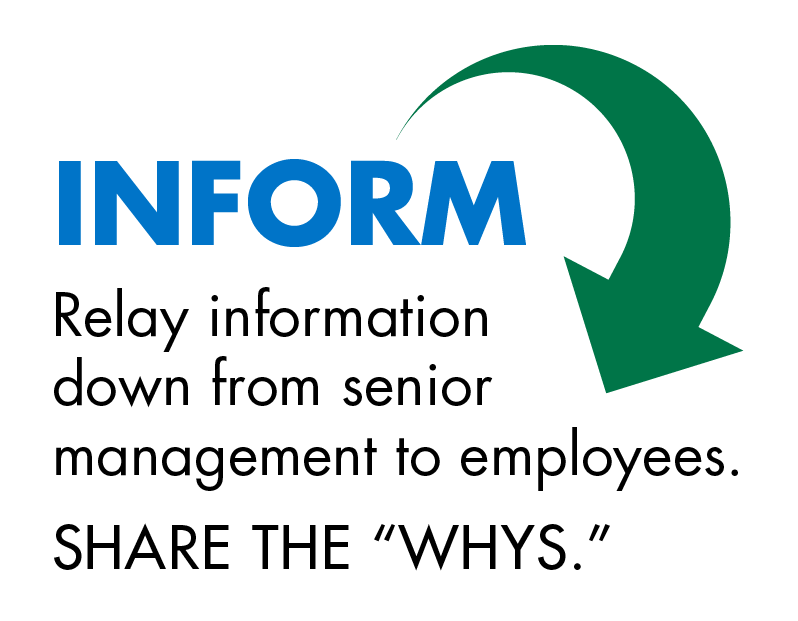 INFORM
Relay information
down from senior
management to employees.
SHARE THE “WHYS.”